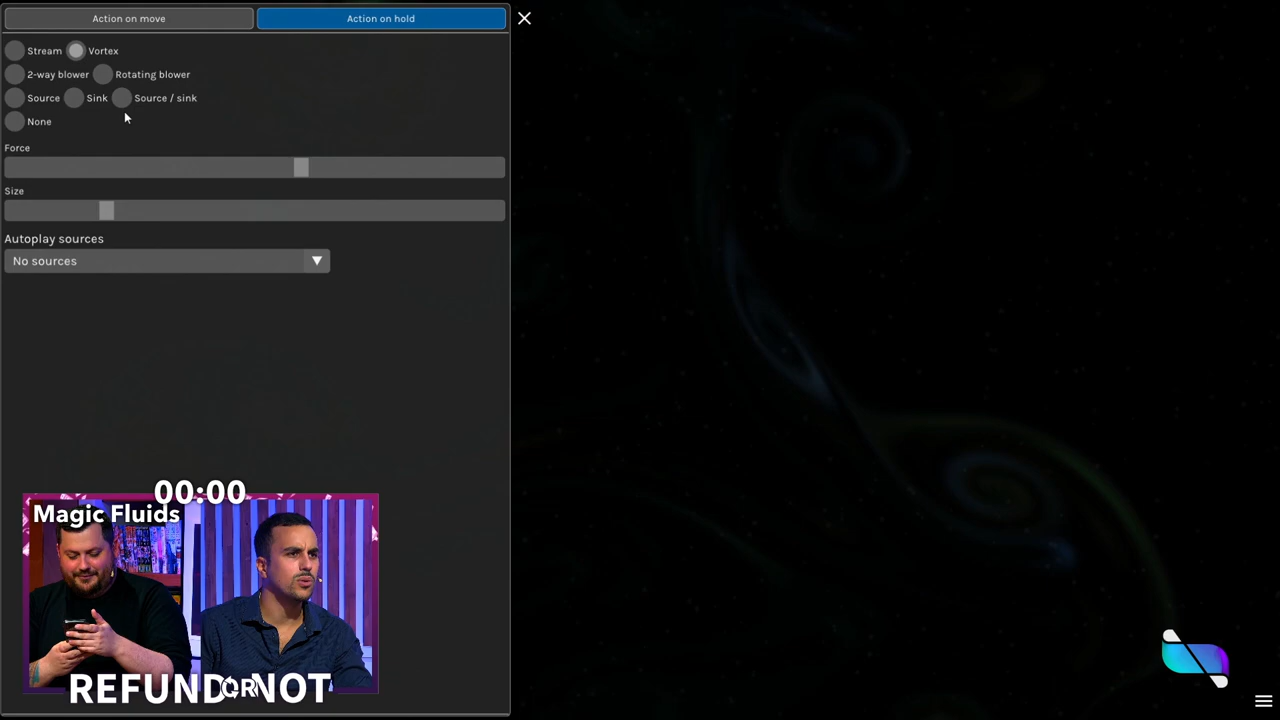 Action on move Action on hold
Stream Vortex
2-way blower Rotating blower
Source Sink Source / sink
None
Force
Size
Autoplay sources
No sources
00:00
Magic Fluids
REFUND OR NOT